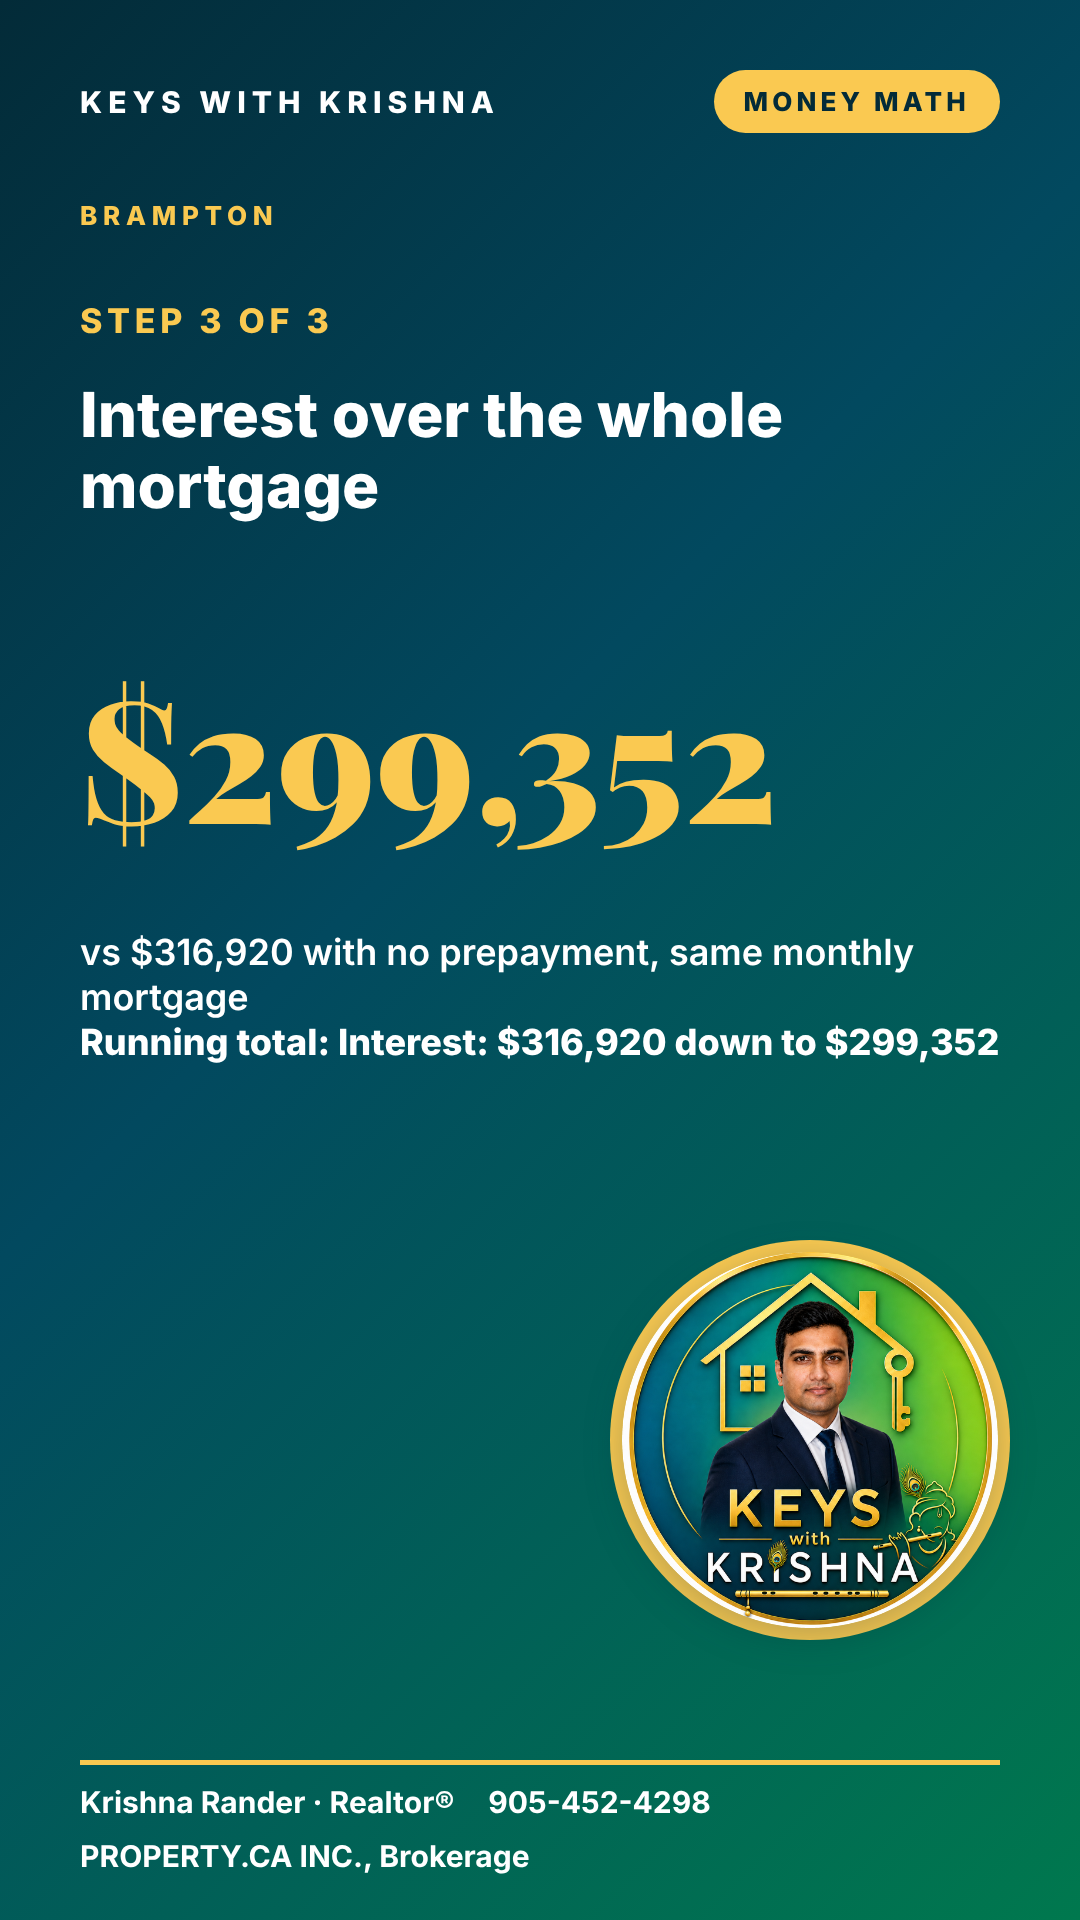 KEYS WITH KRISHNA
MONEY MATH
BRAMPTON
STEP 3 OF 3
Interest over the whole
mortgage
$299,352
vs $316,920 with no prepayment, same monthly
mortgage
Running total: Interest: $316,920 down to $299,352
KEYS
with
KRISHNA
Krishna Rander · Realtor® 905-452-4298
PROPERTY.CA INC., Brokerage